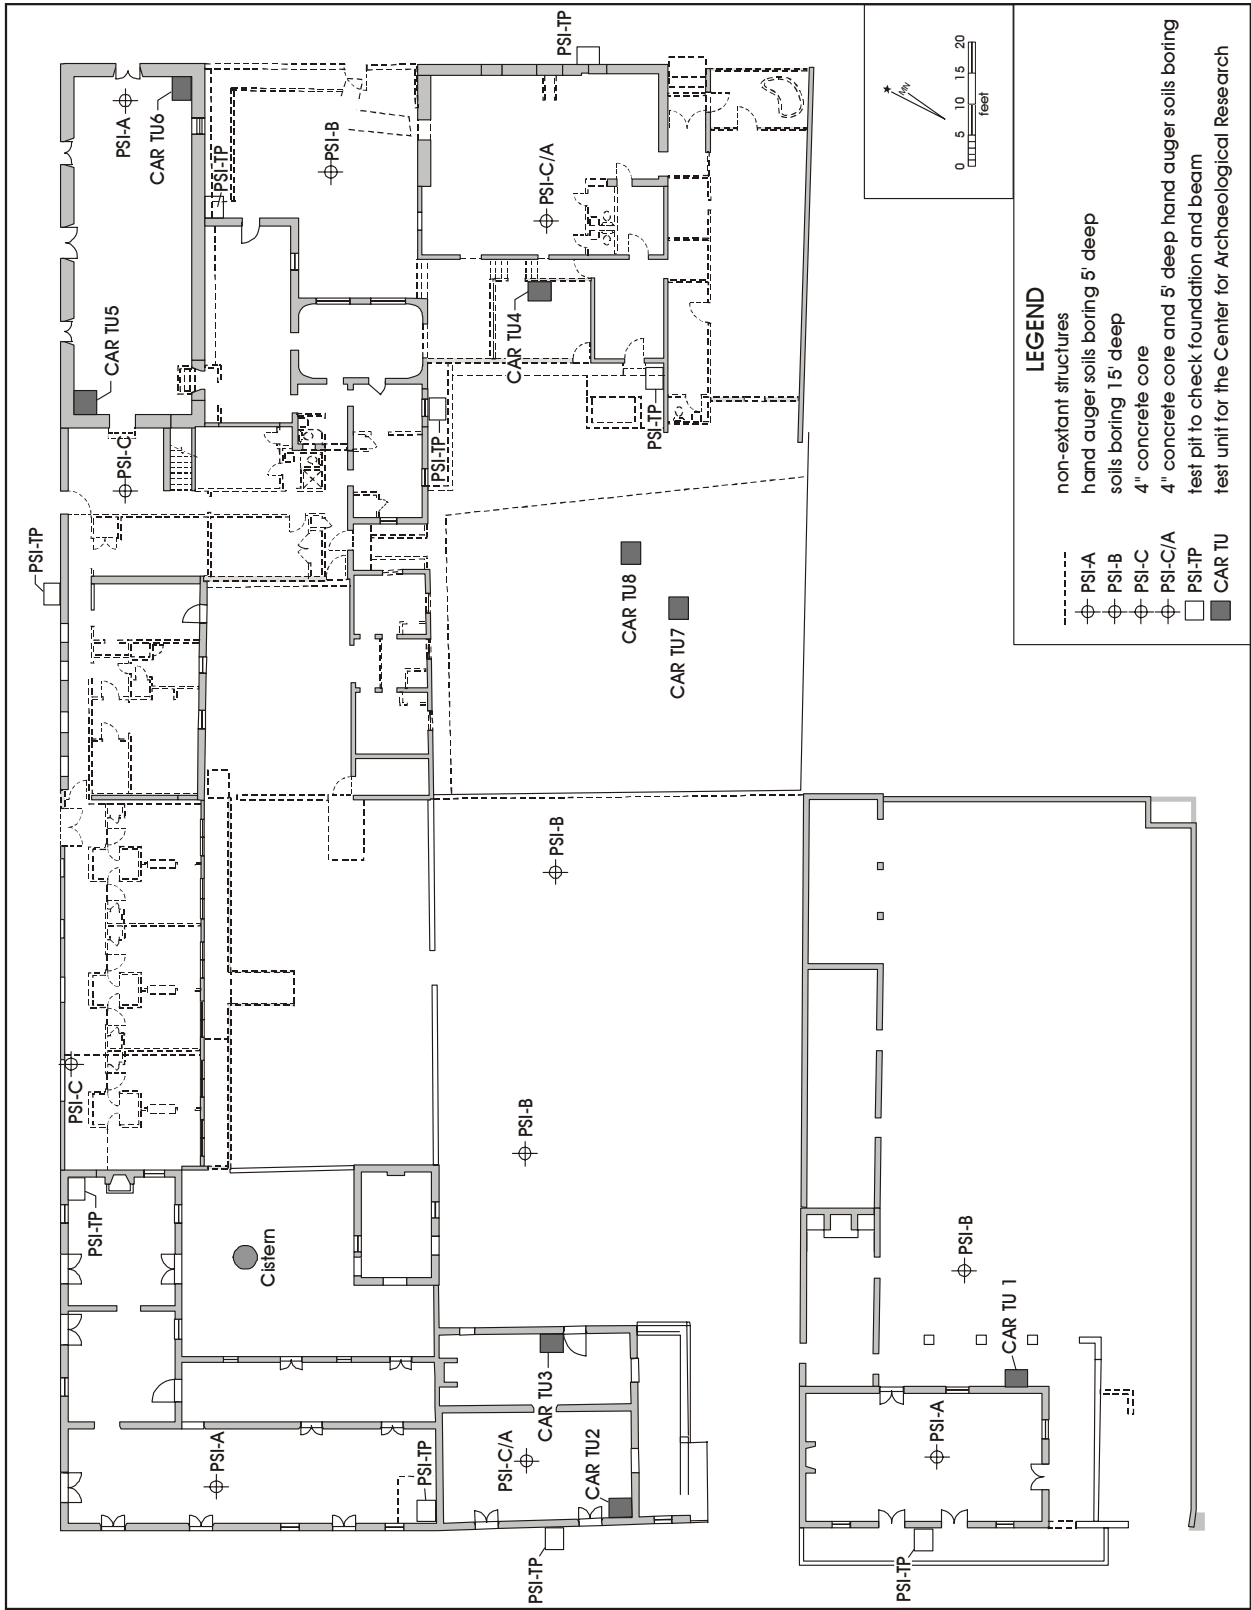 PSI-TP
PSI-A
CAR TU6
PSI-TP
PSI-B
PSI-C/A
CAR TU5
CAR TU4
PSI-C
PSI-TP
PSI-TP
PSI-TP
CAR TU8
CAR TU7
PSI-B
PSI-C
PSI-B
PSI-TP
Cistern
PSI-B
CAR TU 1
CAR TU3
PSI-A
PSI-TP
PSI-C/A
CAR TU2
PSI-A
PSI-TP
PSI-TP
MN
0 5 10 15 20
feet
LEGEND
non-extant structures
PSI-A hand auger soils boring 5' deep
PSI-B soils boring 15' deep
PSI-C 4" concrete core
PSI-C/A 4" concrete core and 5' deep hand auger soils boring
PSI-TP test pit to check foundation and beam
CAR TU test unit for the Center for Archaeological Research